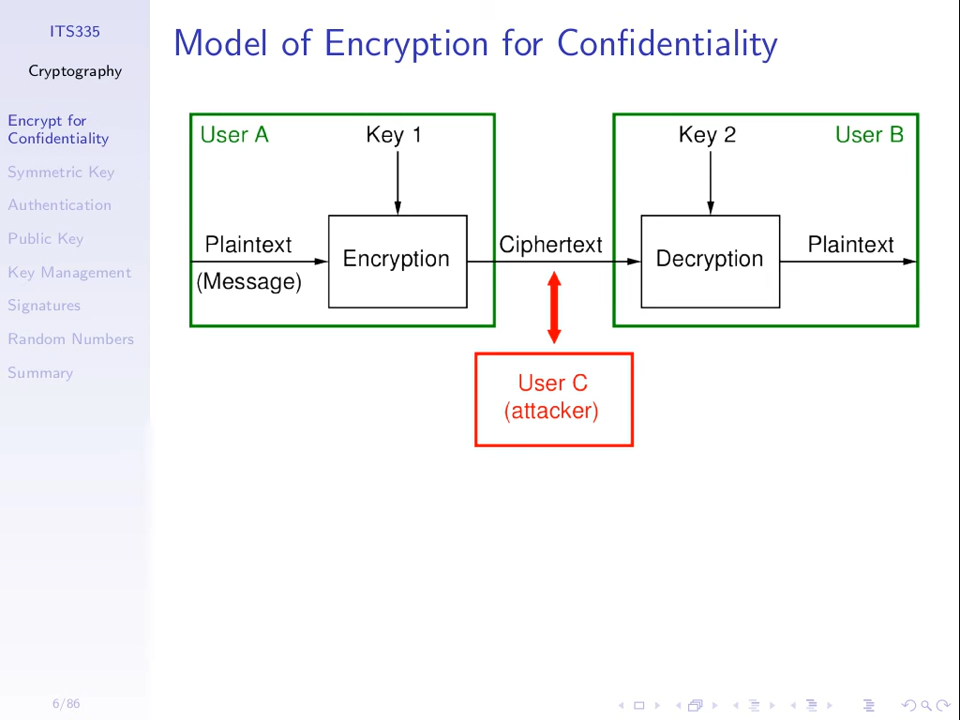 ITS335
Cryptography
Encrypt for
Confidentiality
Symmetric Key
Authentication
Public Key
Key Management
Signatures
Random Numbers
Summary
6/86
Model of Encryption for Confidentiality
User A
Key 1
Plaintext
(Message)
Encryption
Ciphertext
Key 2
User B
Decryption
Plaintext
User C
(attacker)